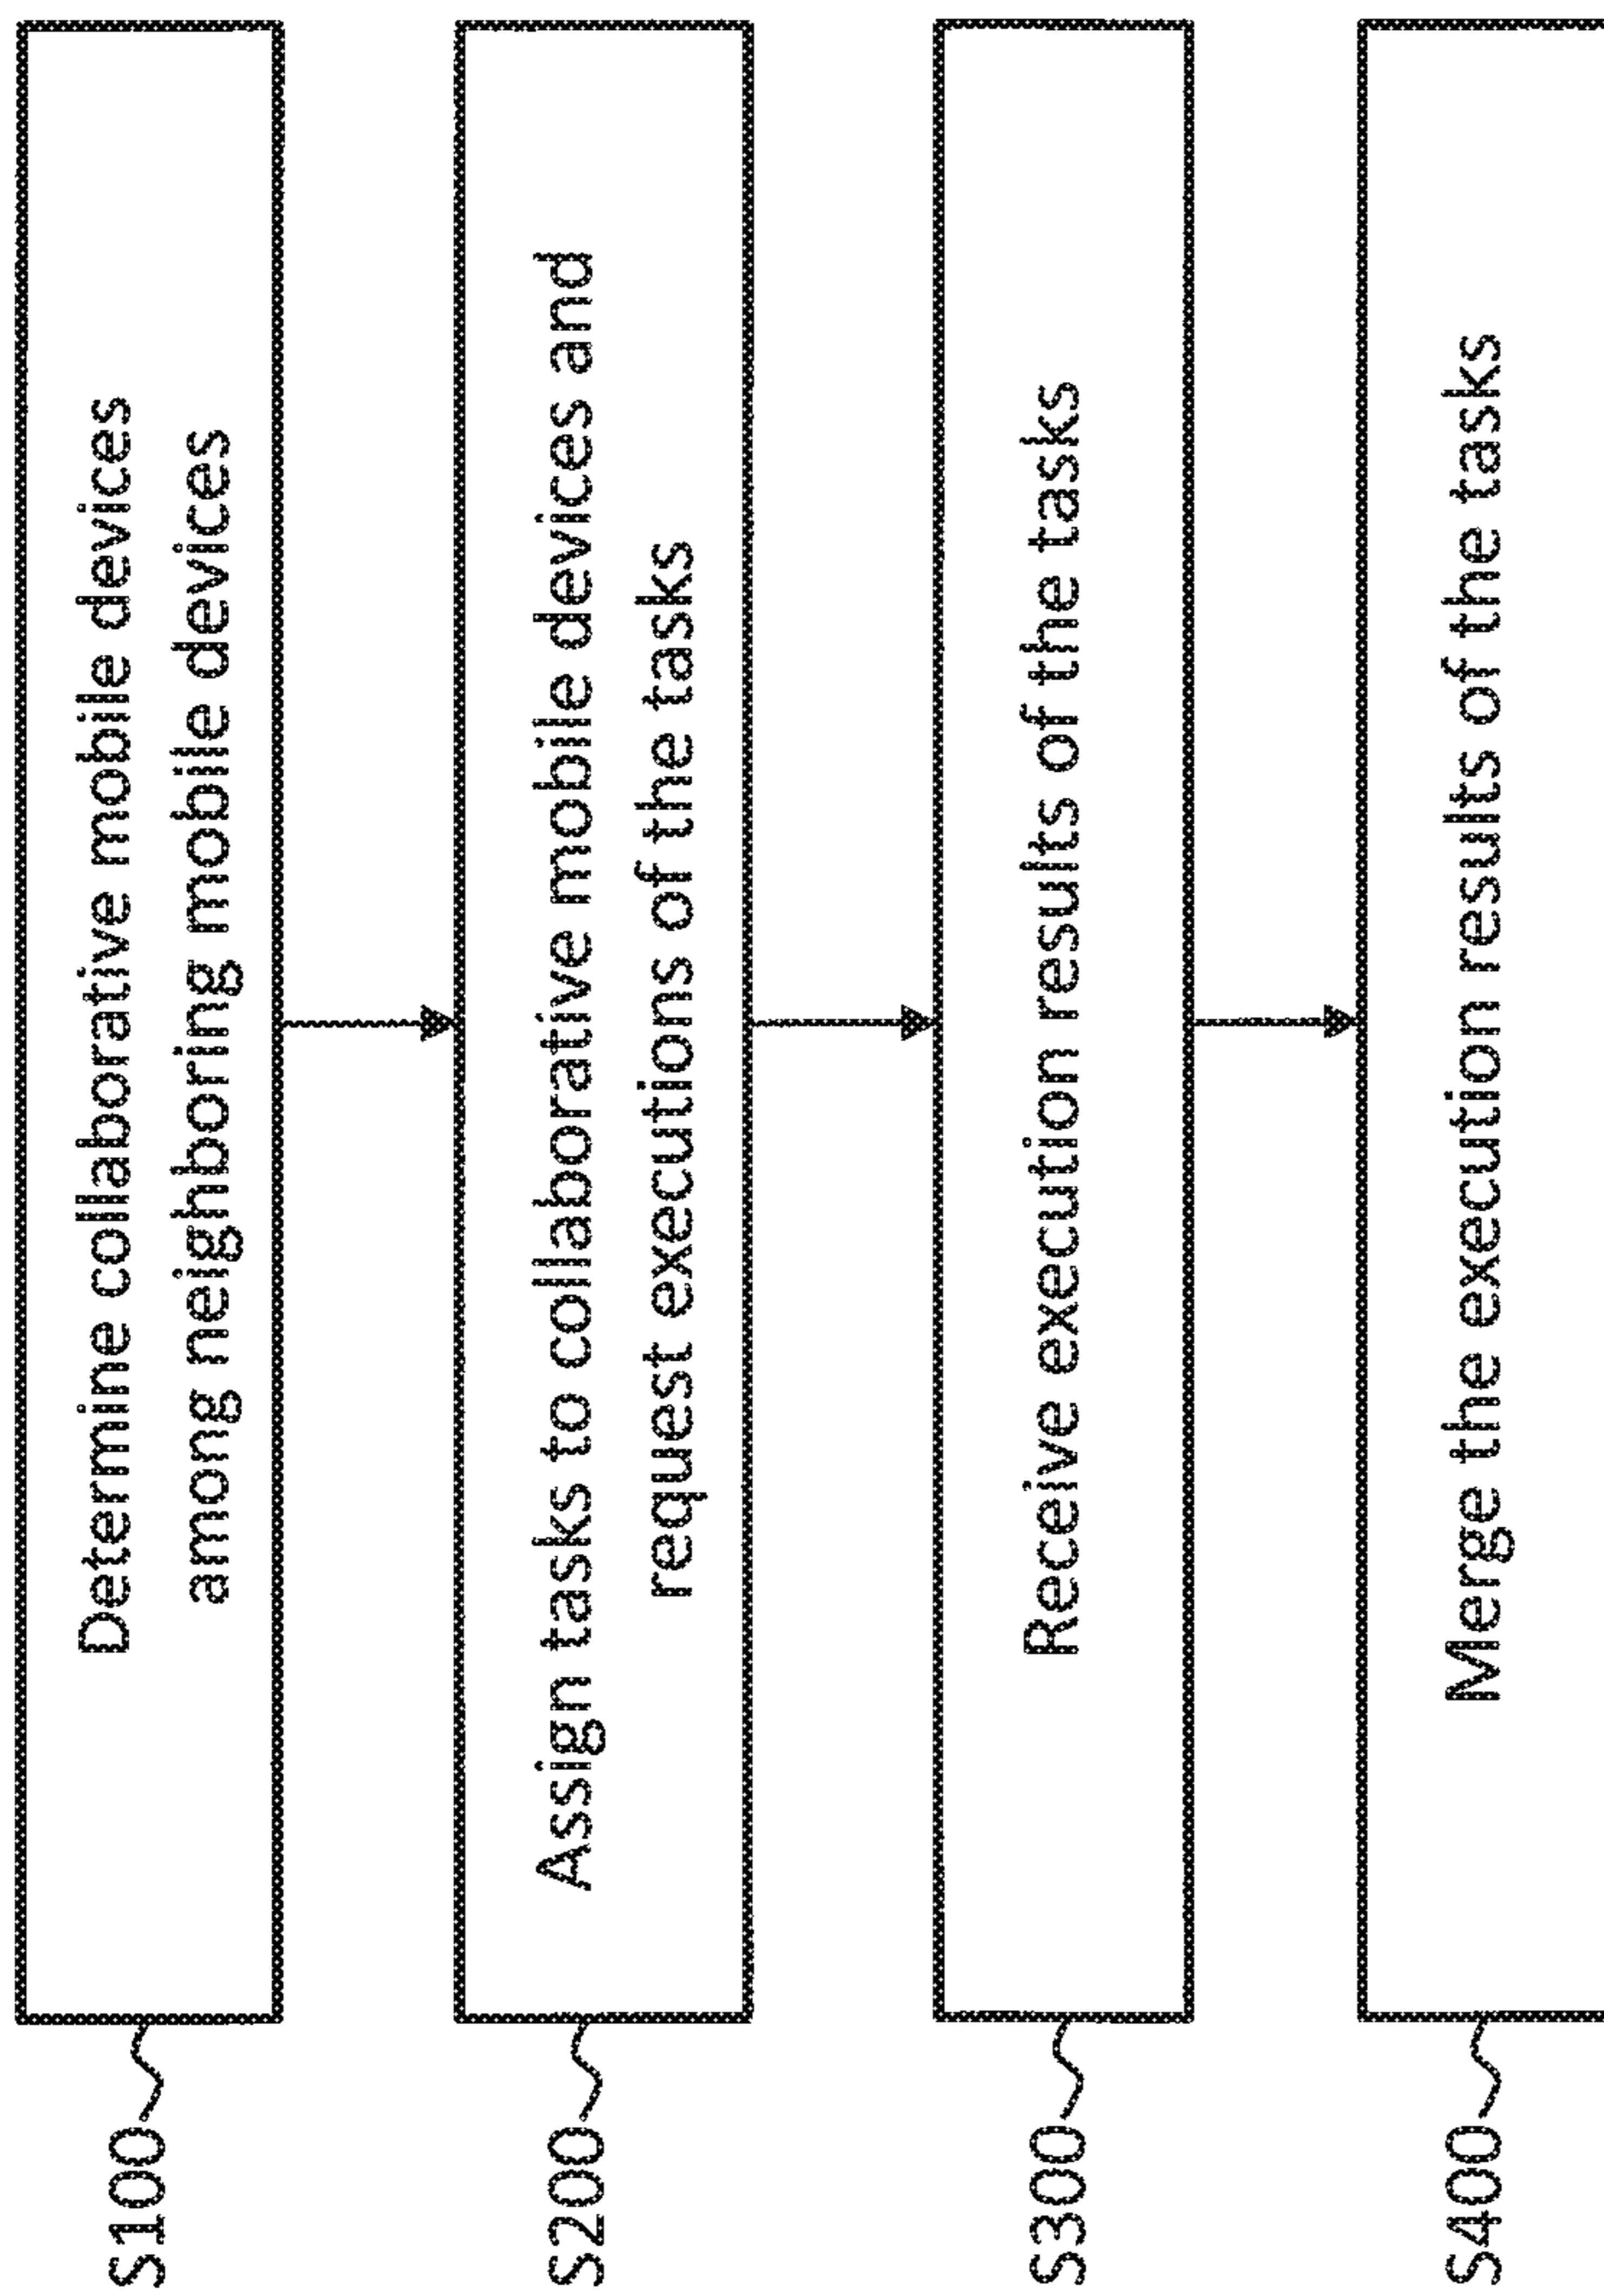 S100
Determine collaborative mobile devices
among neighboring mobile devices
S200
Assign tasks to collaborative mobile devices and
request executions of the tasks
S300
Receive execution results of the tasks
S400
Merge the execution results of the tasks